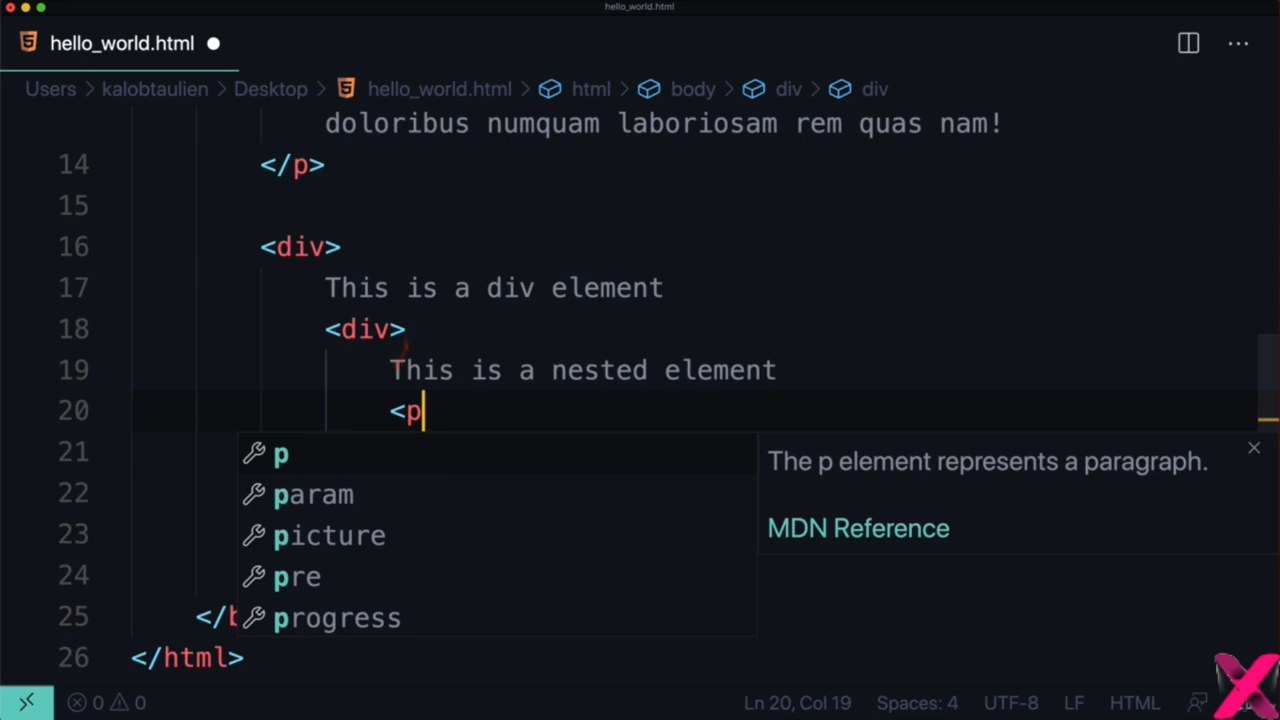 hello_world.html
hello_world.html
Users > kalobtaulien > Desktop > hello_world.html > html > body > div > div
doloribus numquam laboriosam rem quas nam!
14 </p>
15
16 <div>
17 This is a div element
18 <div>
19 This is a nested element
20 <p
21 p
The p element represents a paragraph.
22 param
23 picture
MDN Reference
24 pre
25 </b progress
26 </html>
0 0 Ln 20, Col 19 Spaces: 4 UTF-8 LF HTML
X